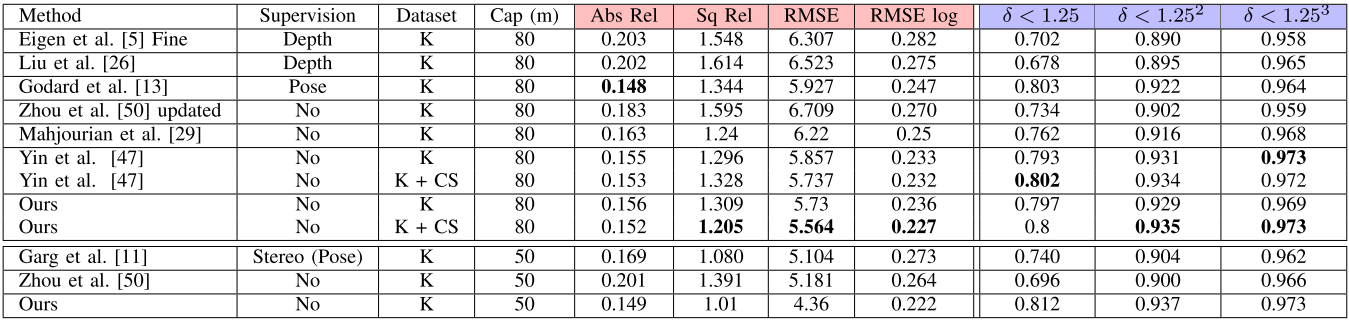 Method Supervision Dataset Cap (m) Abs Rel Sq Rel RMSE RMSE log δ < 1.25 δ < 1.25² δ < 1.25³
Eigen et al. [5] Fine Depth K 80 0.203 1.548 6.307 0.282 0.702 0.890 0.958
Liu et al. [26] Depth K 80 0.202 1.614 6.523 0.275 0.678 0.895 0.965
Godard et al. [13] Pose K 80 0.148 1.344 5.927 0.247 0.803 0.922 0.964
Zhou et al. [50] updated No K 80 0.183 1.595 6.709 0.270 0.734 0.902 0.959
Mahjourian et al. [29] No K 80 0.163 1.24 6.22 0.25 0.762 0.916 0.968
Yin et al. [47] No K 80 0.155 1.296 5.857 0.233 0.793 0.931 0.973
Yin et al. [47] No K + CS 80 0.153 1.328 5.737 0.232 0.802 0.934 0.972
Ours No K 80 0.156 1.309 5.73 0.236 0.797 0.929 0.969
Ours No K + CS 80 0.152 1.205 5.564 0.227 0.8 0.935 0.973
Garg et al. [11] Stereo (Pose) K 50 0.169 1.080 5.104 0.273 0.740 0.904 0.962
Zhou et al. [50] No K 50 0.201 1.391 5.181 0.264 0.696 0.900 0.966
Ours No K 50 0.149 1.01 4.36 0.222 0.812 0.937 0.973